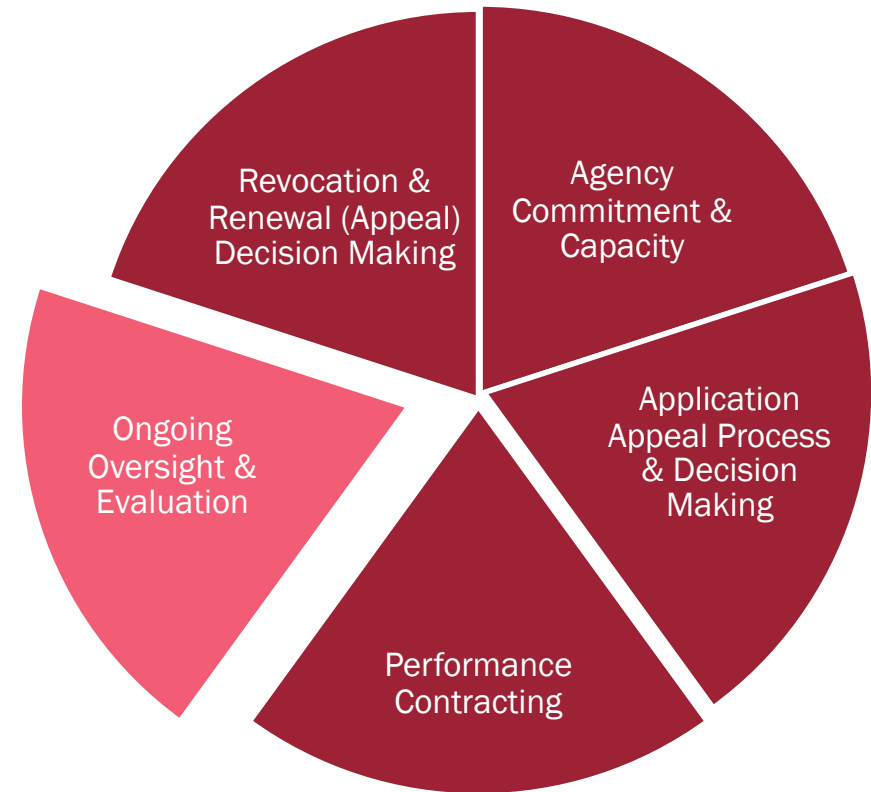 Revocation &
Renewal (Appeal)
Decision Making
Agency
Commitment &
Capacity
Application
Appeal Process
& Decision
Making
Ongoing
Oversight &
Evaluation
Performance
Contracting